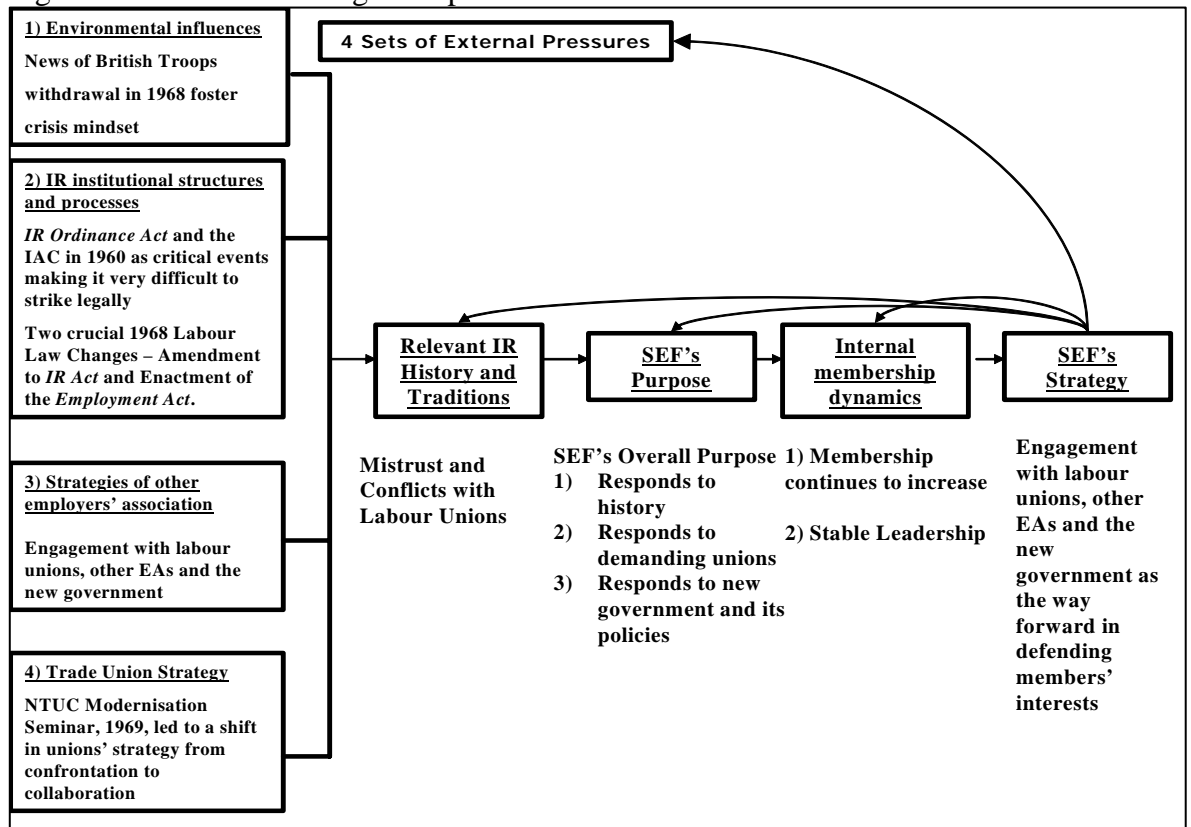 1) Environmental influences
News of British Troops
withdrawal in 1968 foster
crisis mindset
4 Sets of External Pressures
2) IR institutional structures
and processes
IR Ordinance Act and the
IAC in 1960 as critical events
making it very difficult to
strike legally
Two crucial 1968 Labour
Law Changes – Amendment
to IR Act and Enactment of
the Employment Act.
3) Strategies of other
employers’ association
Engagement with labour
unions, other EAs and the
new government
4) Trade Union Strategy
NTUC Modernisation
Seminar, 1969, led to a shift
in unions’ strategy from
confrontation to
collaboration
Relevant IR
History and
Traditions
Mistrust and
Conflicts with
Labour Unions
SEF’s
Purpose
SEF’s Overall Purpose
1) Responds to
history
2) Responds to
demanding unions
3) Responds to new
government and its
policies
Internal
membership
dynamics
1) Membership
continues to increase
2) Stable Leadership
SEF’s
Strategy
Engagement
with labour
unions, other
EAs and the
new
government as
the way
forward in
defending
members’
interests